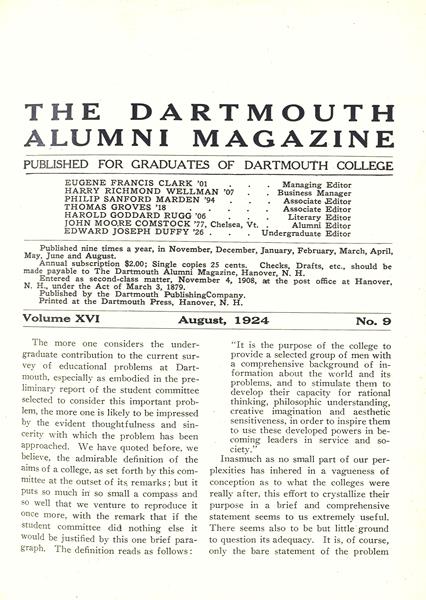 THE DARTMOUTH
ALUMNI MAGAZINE
PUBLISHED FOR GRADUATES OF DARTMOUTH COLLEGE
EUGENE FRANCIS CLARK '01 . . . Managing Editor
HARRY RICHMOND WELLMAN '07 . . Business Manager
PHILIP SANFORD MARDEN '94 . . . Associate Editor
THOMAS GROVES '18 . . . . . Associate Editor
HAROLD GODDARD RUGG '06 . . . Literary Editor
JOHN MOORE COMSTOCK '77, Chelsea, Vt. . . Alumni Editor
EDWARD JOSEPH DUFFY '26 . . . Undergraduate Editor
Published nine times a year, in November, December, January, February, March, April,
May, June and August.
Annual subscription $2.00; Single copies 25 cents. Checks, Drafts, etc., should be
made payable to The Dartmouth Alumni Magazine, Hanover, N. H.
Entered as second-class matter, November 4, 1908, at the post office at Hanover,
N. H., under the Act of March 3, 1879.
Published by the Dartmouth PublishingCompany.
Printed at the Dartmouth Press, Hanover, N. H.
Volume XVI August, 1924 No. 9
The more one considers the under-
graduate contribution to the current sur-
vey of educational problems at Dart-
mouth, especially as embodied in the pre-
liminary report of the student committee
selected to consider this important prob-
lem, the more one is likely to be impressed
by the evident thoughtfulness and sin-
cerity with which the problem has been
approached. We have quoted before, we
believe, the admirable definition of the
aims of a college, as set forth by this com-
mittee at the outset of its remarks; but it
puts so much in so small a compass and
so well that we venture to reproduce it
once more, with the remark that if the
student committee did nothing else it
would be justified by this one brief para-
graph. The definition reads as follows:
"It is the purpose of the college to
provide a selected group of men with
a comprehensive background of in-
formation about the world and its
problems, and to stimulate them to
develop their capacity for rational
thinking, philosophic understanding,
creative imagination and aesthetic
sensitiveness, in order to inspire them
to use these developed powers in be-
coming leaders in service and so-
ciety."
Inasmuch as no small part of our per-
plexities has inhered in a vagueness of
conception as to what the colleges were
really after, this effort to crystallize their
purpose in a brief and comprehensive
statement seems to us extremely useful.
There seems also to be but little ground
to question its adequacy. It is, of course,
only the bare statement of the problem